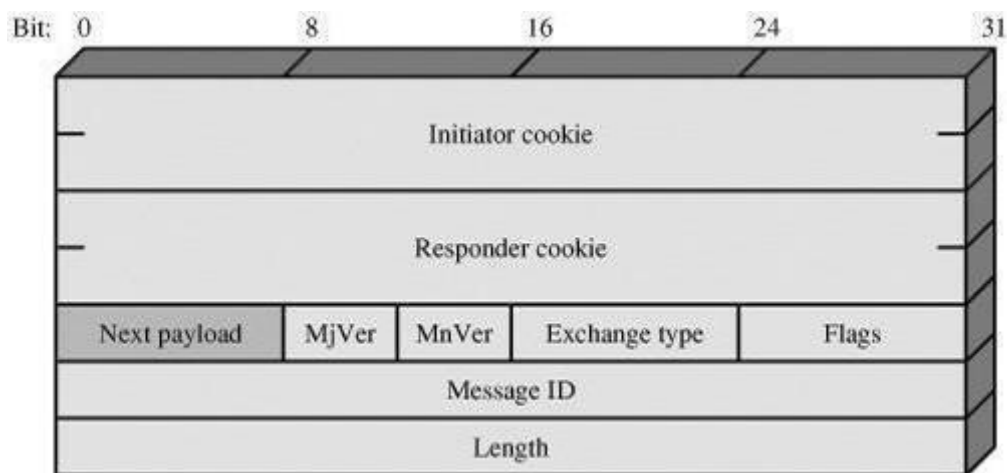 Bit: 0 8 16 24 31
Initiator cookie
Responder cookie
Next payload MjVer MnVer Exchange type Flags
Message ID
Length